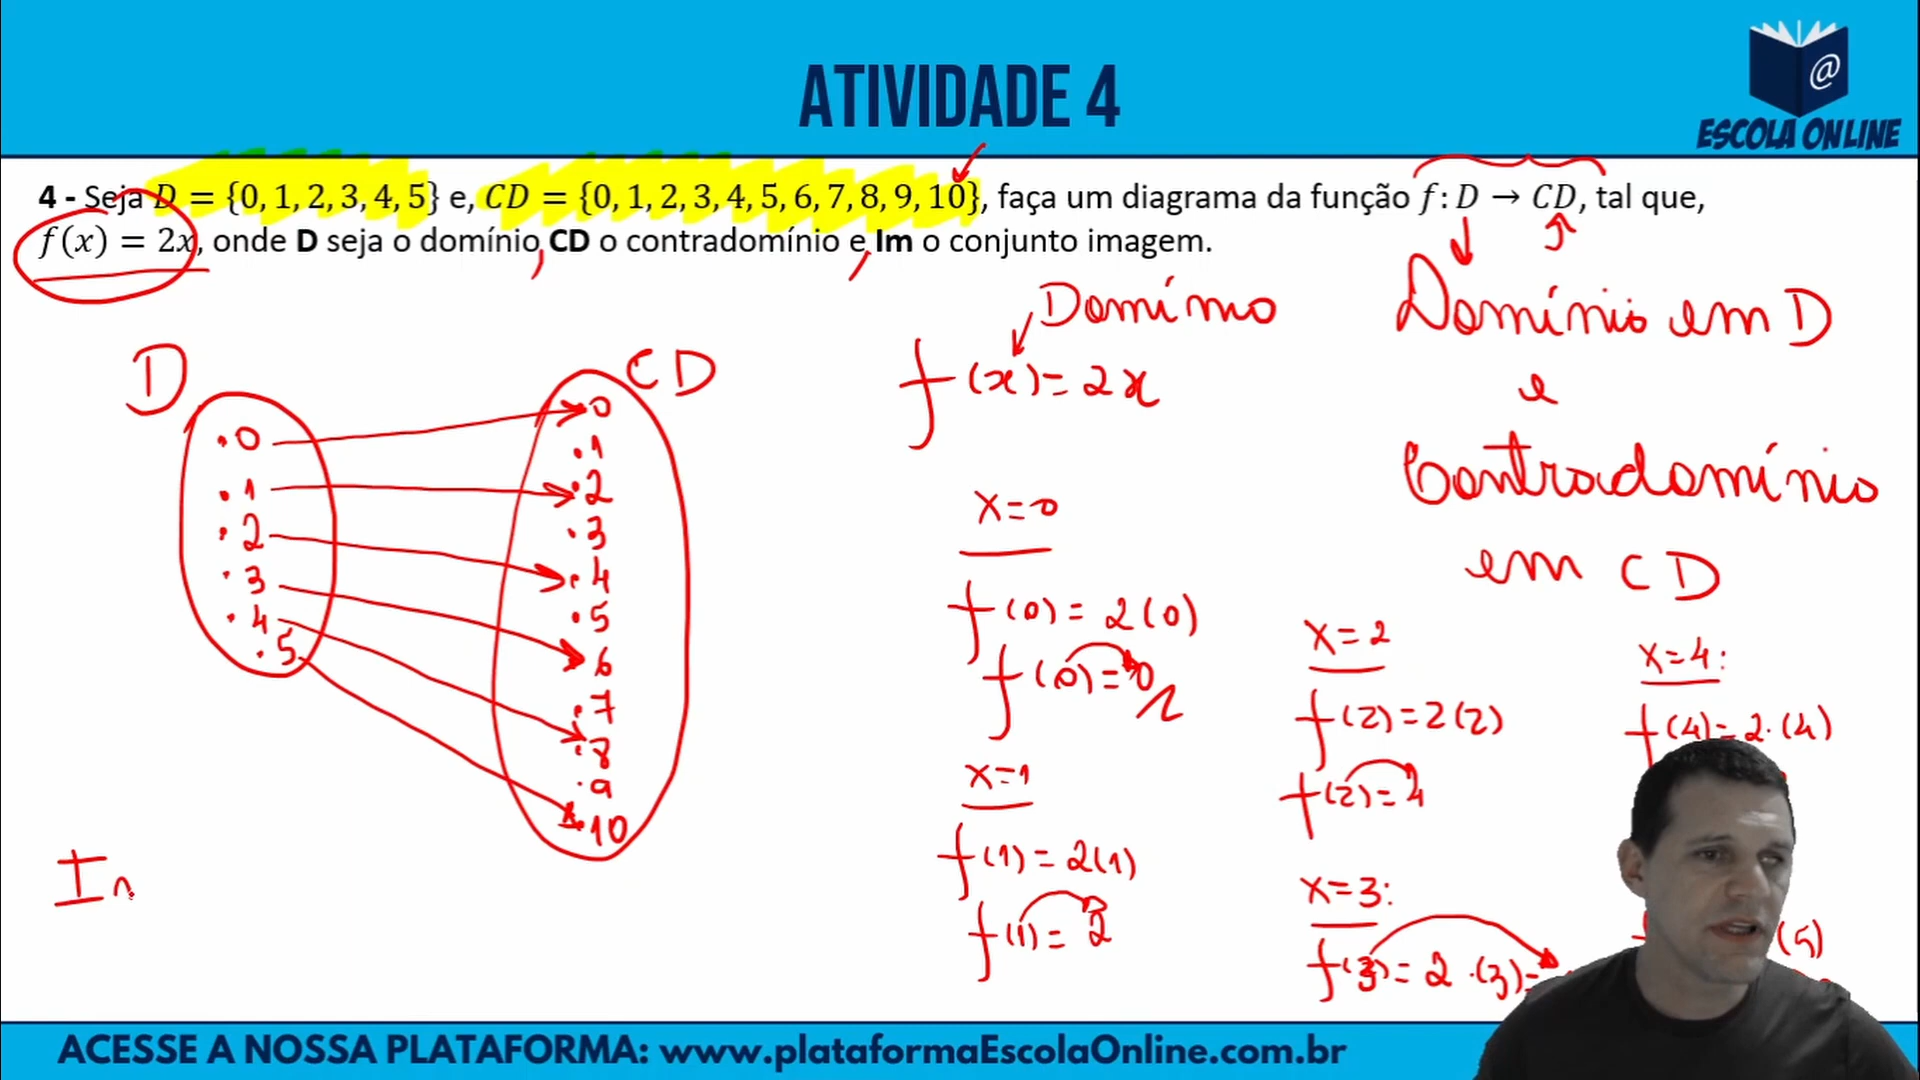 ATIVIDADE 4
@
ESCOLA ONLINE
4 - Seja D = {0, 1, 2, 3, 4, 5} e, CD = {0, 1, 2, 3, 4, 5, 6, 7, 8, 9, 10}, faça um diagrama da função f: D → CD, tal que,
f(x) = 2x, onde D seja o domínio, CD o contradomínio e, Im o conjunto imagem.
D
.0
.1
.2
.3
.4
.5
CD
.0
.1
.2
.3
.4
.5
.6
.7
.8
.9
.10
Im
Domínio
f(x) = 2x
x=0
f(0) = 2(0)
f(0) = 0
x=1
f(1) = 2(1)
f(1) = 2
Domínio em D
e
Contradomínio
em CD
x=2
f(2) = 2(2)
f(2) = 4
x=3:
f(3) = 2·(3) =
x=4:
f(4) = 2·(4)
(5)
ACESSE A NOSSA PLATAFORMA: www.plataformaEscolaOnline.com.br